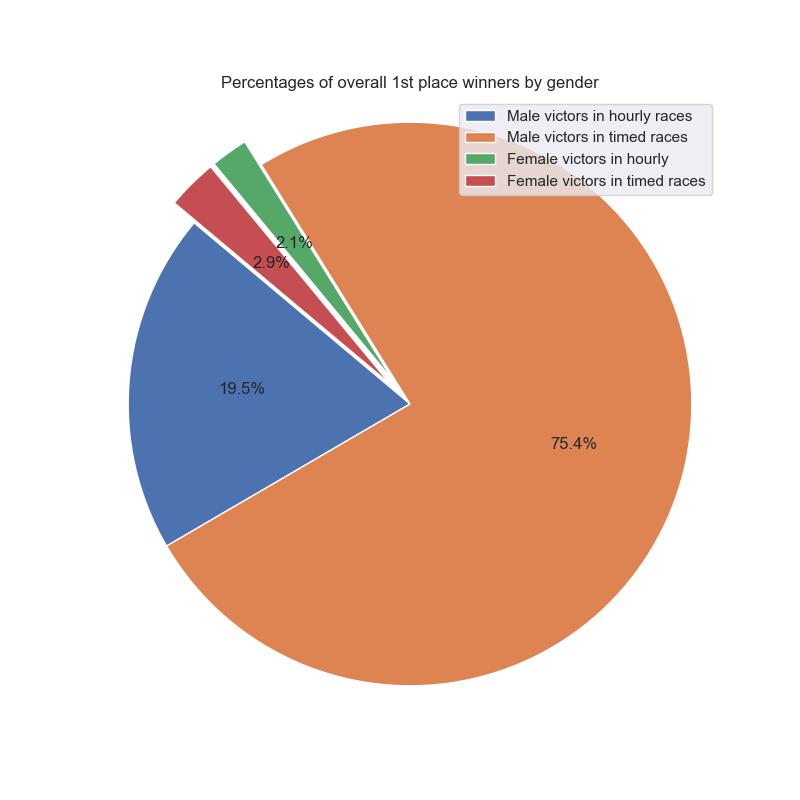 Percentages of overall 1st place winners by gender
Male victors in hourly races
Male victors in timed races
Female victors in hourly
Female victors in timed races
2.1%
2.9%
19.5%
75.4%